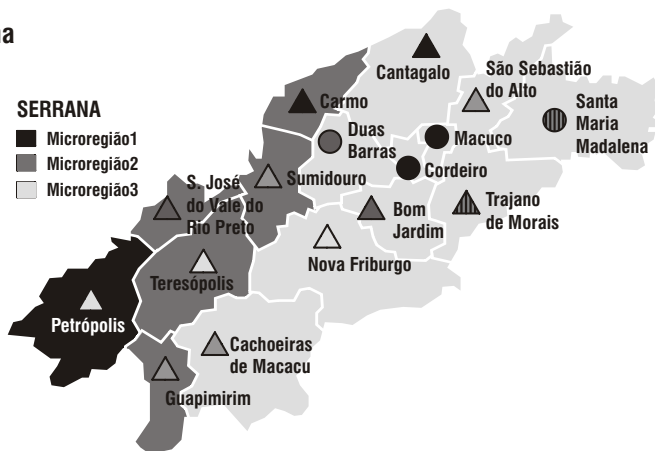 na
SERRANA
Microregião1
Microregião2
Microregião3
Cantagalo
São Sebastião
do Alto
Carmo
Santa
Maria
Madalena
Duas
Barras
Macuco
Cordeiro
Sumidouro
S. José
do Vale do
Rio Preto
Trajano
de Morais
Bom
Jardim
Nova Friburgo
Teresópolis
Petrópolis
Cachoeiras
de Macacu
Guapimirim